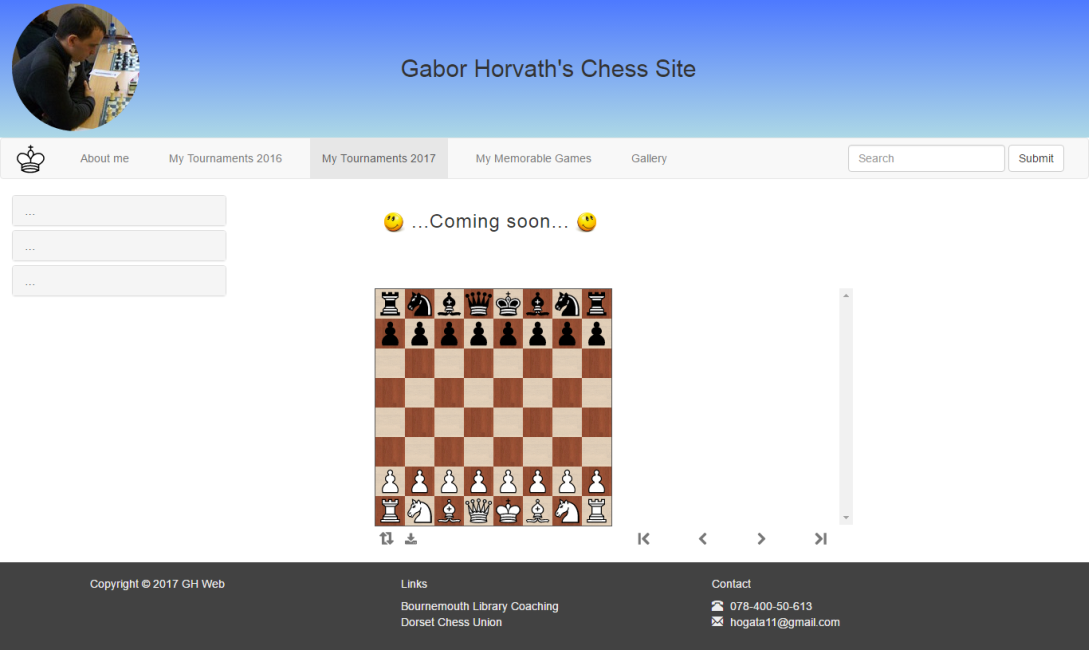 Gabor Horvath's Chess Site
About me
My Tournaments 2016
My Tournaments 2017
My Memorable Games
Gallery
Search
Submit
...
...
...
...Coming soon...
Copyright © 2017 GH Web
Links
Bournemouth Library Coaching
Dorset Chess Union
Contact
078-400-50-613
hogata11@gmail.com